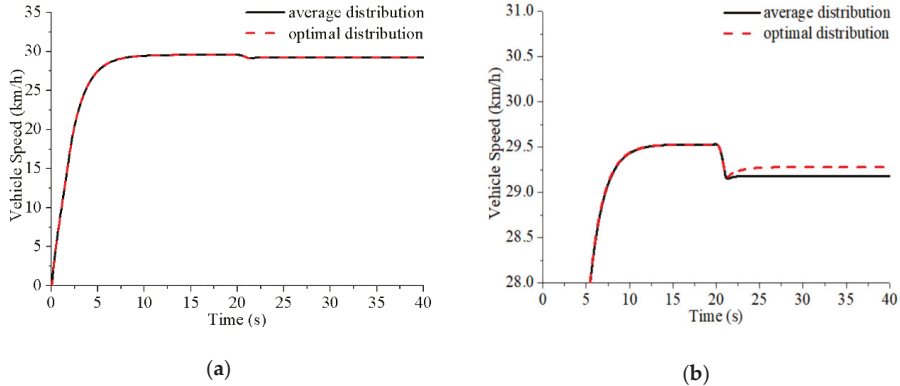 average distribution
optimal distribution
35
30
25
20
15
10
5
0
Vehicle Speed (km/h)
0 5 10 15 20 25 30 35 40
Time (s)
(a)
average distribution
optimal distribution
31.0
30.5
30.0
29.5
29.0
28.5
28.0
Vehicle Speed (km/h)
0 5 10 15 20 25 30 35 40
Time (s)
(b)